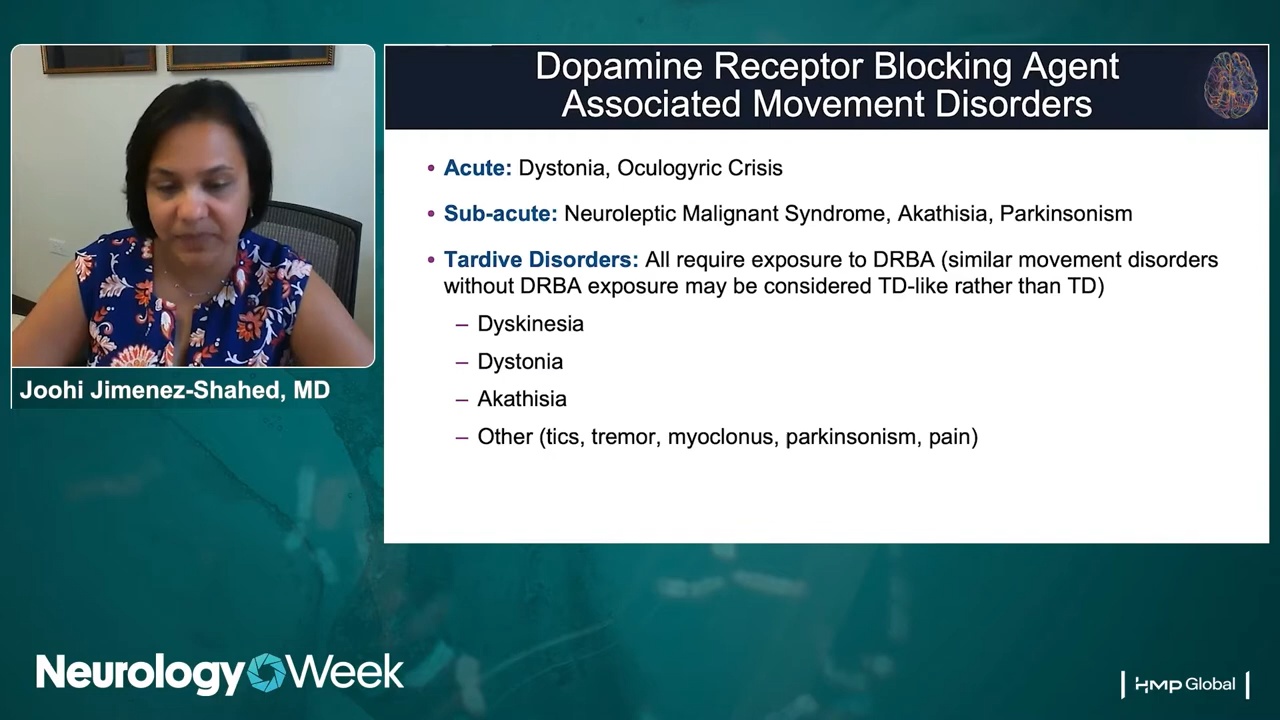 Dopamine Receptor Blocking Agent
Associated Movement Disorders
• Acute: Dystonia, Oculogyric Crisis
• Sub-acute: Neuroleptic Malignant Syndrome, Akathisia, Parkinsonism
• Tardive Disorders: All require exposure to DRBA (similar movement disorders
without DRBA exposure may be considered TD-like rather than TD)
– Dyskinesia
– Dystonia
– Akathisia
– Other (tics, tremor, myoclonus, parkinsonism, pain)
Joohi Jimenez-Shahed, MD
Neurology Week
HMP Global